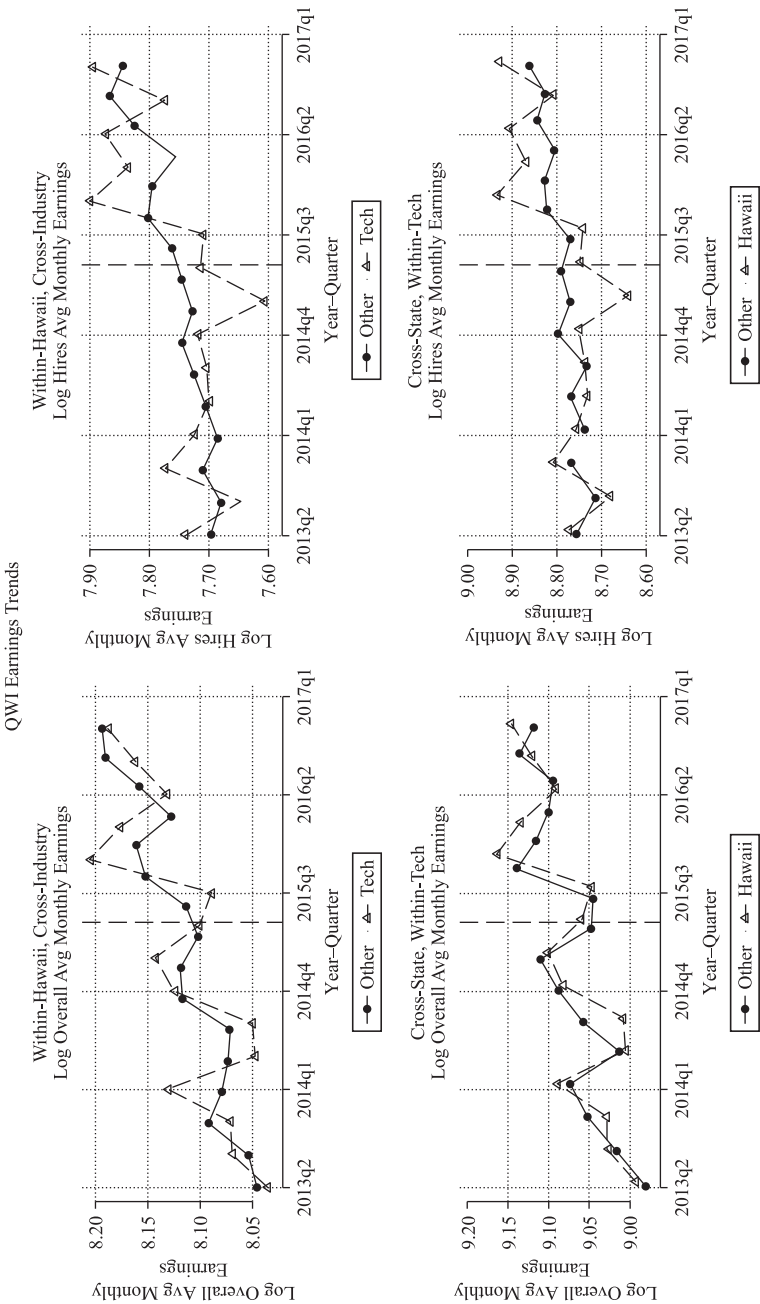 QWI Earnings Trends
Within-Hawaii, Cross-Industry
Log Overall Avg Monthly Earnings
Log Overall Avg Monthly
Earnings
8.20
8.15
8.10
8.05
2013q2
2014q1
2014q4
2015q3
2016q2
2017q1
Year–Quarter
Other
Tech
Within-Hawaii, Cross-Industry
Log Hires Avg Monthly Earnings
Log Hires Avg Monthly
Earnings
7.90
7.80
7.70
7.60
2013q2
2014q1
2014q4
2015q3
2016q2
2017q1
Year–Quarter
Other
Tech
Cross-State, Within-Tech
Log Overall Avg Monthly Earnings
Log Overall Avg Monthly
Earnings
9.20
9.15
9.10
9.05
9.00
2013q2
2014q1
2014q4
2015q3
2016q2
2017q1
Year–Quarter
Other
Hawaii
Cross-State, Within-Tech
Log Hires Avg Monthly Earnings
Log Hires Avg Monthly
Earnings
9.00
8.90
8.80
8.70
8.60
2013q2
2014q1
2014q4
2015q3
2016q2
2017q1
Year–Quarter
Other
Hawaii